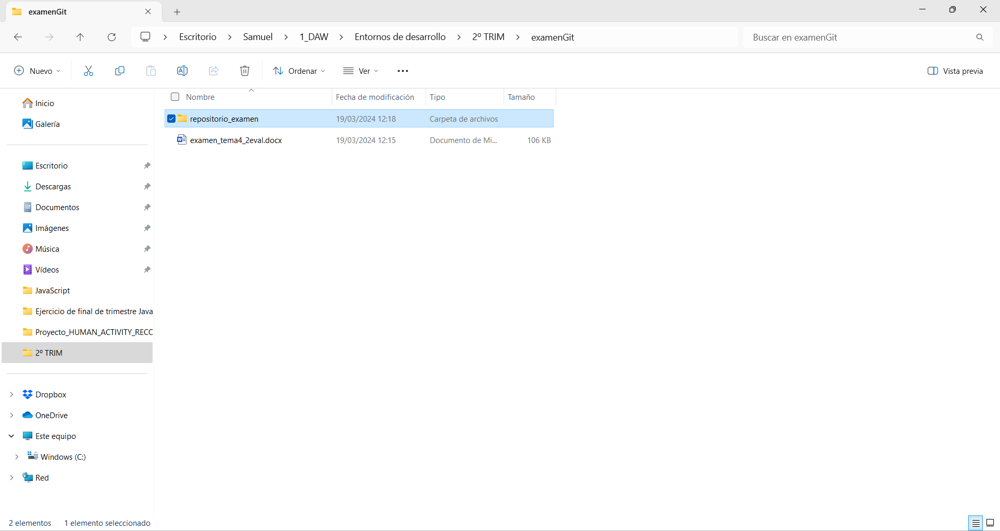 examenGit
Escritorio > Samuel > 1_DAW > Entornos de desarrollo > 2º TRIM > examenGit
Buscar en examenGit
Nuevo
Ordenar
Ver
Vista previa
Nombre Fecha de modificación Tipo Tamaño
repositorio_examen 19/03/2024 12:18 Carpeta de archivos
examen_tema4_2eval.docx 19/03/2024 12:15 Documento de Mi... 106 KB
Inicio
Galería
Escritorio
Descargas
Documentos
Imágenes
Música
Vídeos
JavaScript
Ejercicio de final de trimestre Java
Proyecto_HUMAN_ACTIVITY_RECC
2º TRIM
Dropbox
OneDrive
Este equipo
Windows (C:)
Red
2 elementos 1 elemento seleccionado